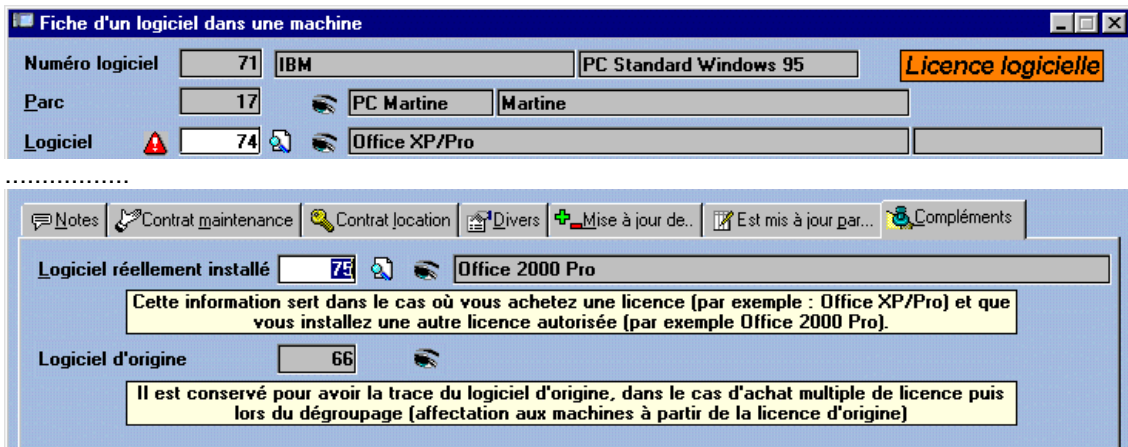 Fiche d'un logiciel dans une machine
Numéro logiciel 71 IBM PC Standard Windows 95 Licence logicielle
Parc 17 PC Martine Martine
Logiciel 74 Office XP/Pro
.................
Notes Contrat maintenance Contrat location Divers Mise à jour de.. Est mis à jour par... Compléments
Logiciel réellement installé 75 Office 2000 Pro
Cette information sert dans le cas où vous achetez une licence (par exemple : Office XP/Pro) et que
vous installez une autre licence autorisée (par exemple Office 2000 Pro).
Logiciel d'origine 66
Il est conservé pour avoir la trace du logiciel d'origine, dans le cas d'achat multiple de licence puis
lors du dégroupage (affectation aux machines à partir de la licence d'origine)